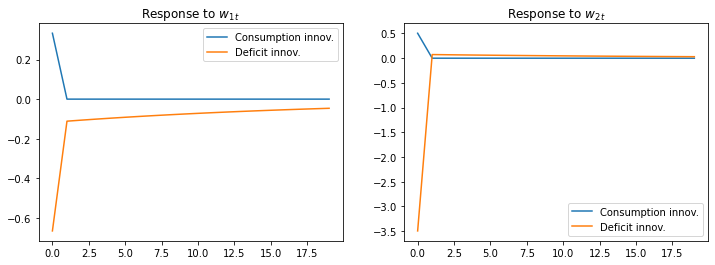 Response to w1t
Consumption innov.
Deficit innov.
0.2
0.0
−0.2
−0.4
−0.6
0.0 2.5 5.0 7.5 10.0 12.5 15.0 17.5
Response to w2t
0.5
0.0
−0.5
−1.0
−1.5
−2.0
−2.5
−3.0
−3.5
Consumption innov.
Deficit innov.
0.0 2.5 5.0 7.5 10.0 12.5 15.0 17.5